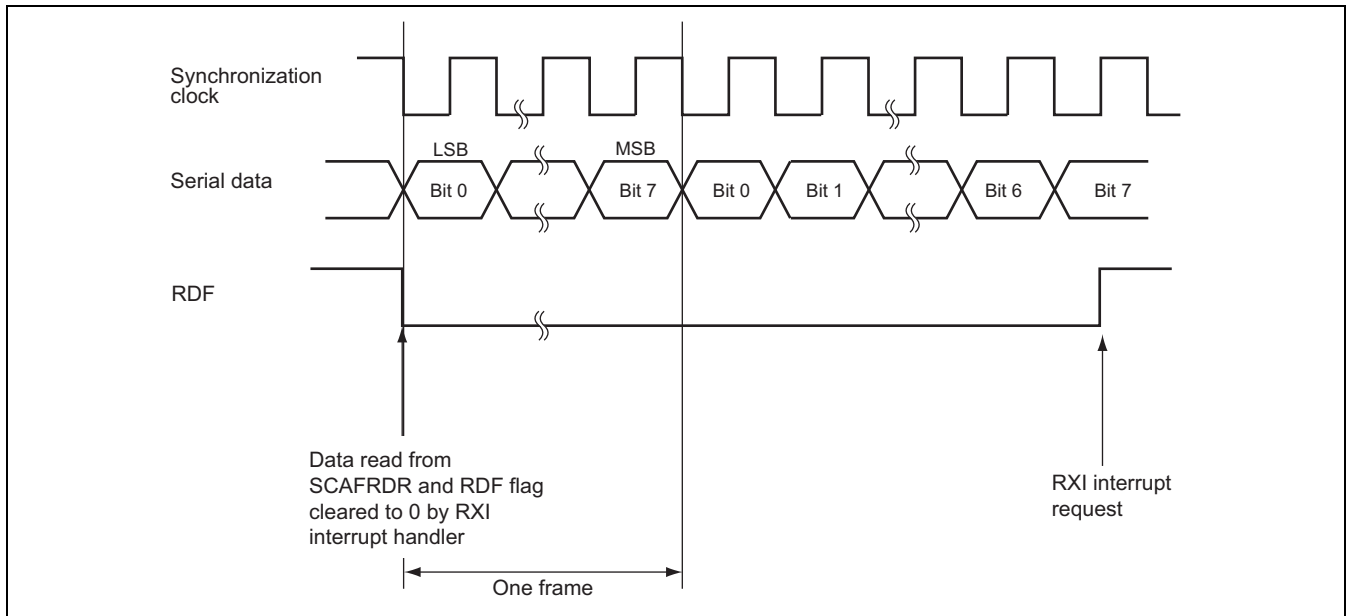 Synchronization
clock
LSB
MSB
Serial data
Bit 0
Bit 7
Bit 0
Bit 1
Bit 6
Bit 7
RDF
Data read from
SCAFRDR and RDF flag
cleared to 0 by RXI
interrupt handler
RXI interrupt
request
One frame